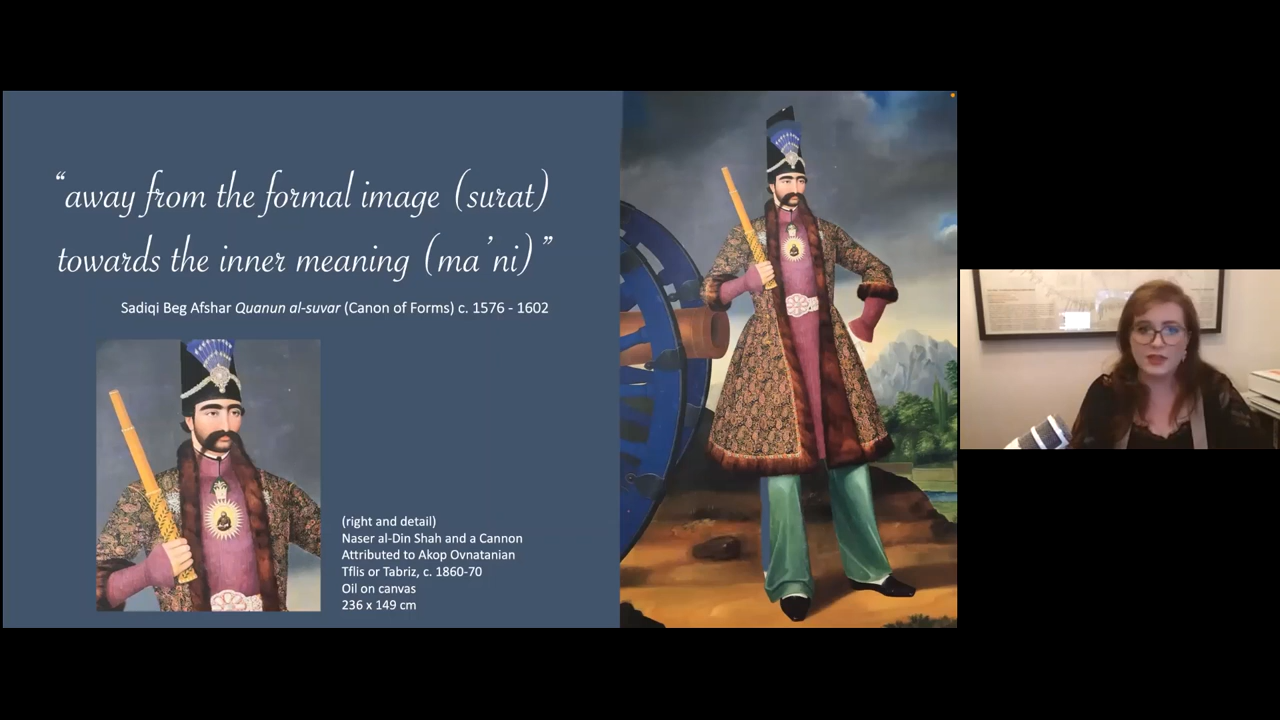 “away from the formal image (surat)
towards the inner meaning (ma’ni)”
Sadiqi Beg Afshar Quanun al-suvar (Canon of Forms) c. 1576 - 1602
(right and detail)
Naser al-Din Shah and a Cannon
Attributed to Akop Ovnatanian
Tflis or Tabriz, c. 1860-70
Oil on canvas
236 x 149 cm